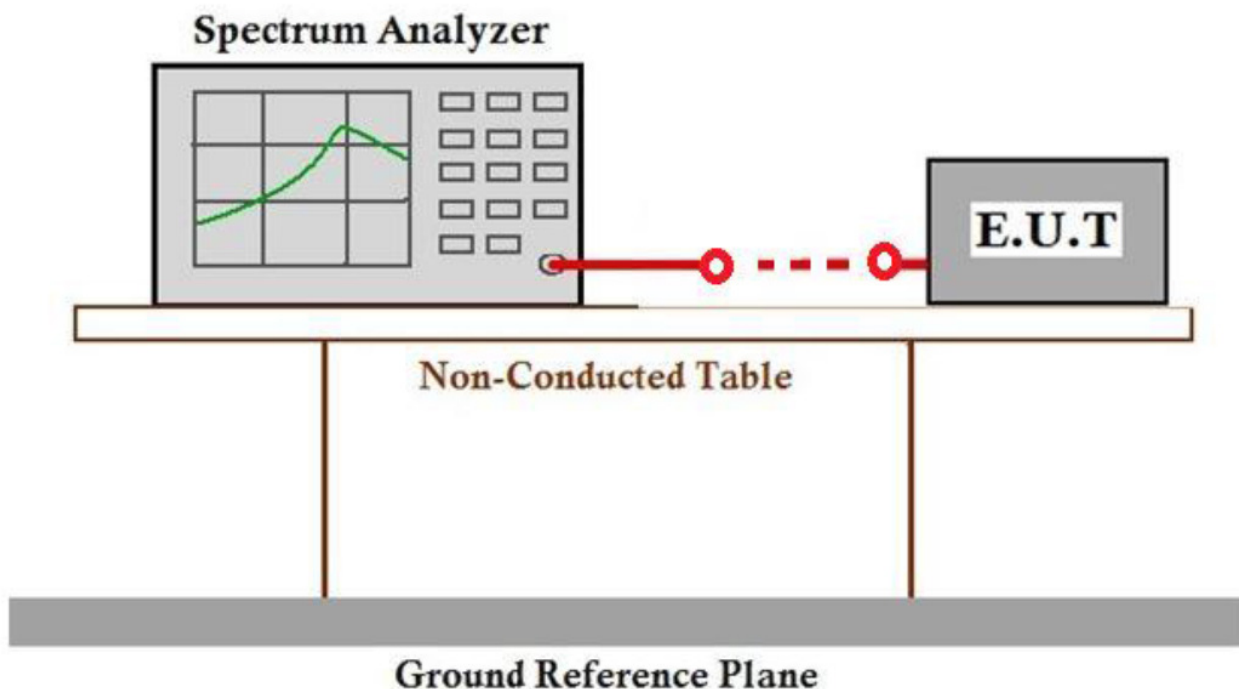 Spectrum Analyzer
E.U.T
Non-Conducted Table
Ground Reference Plane